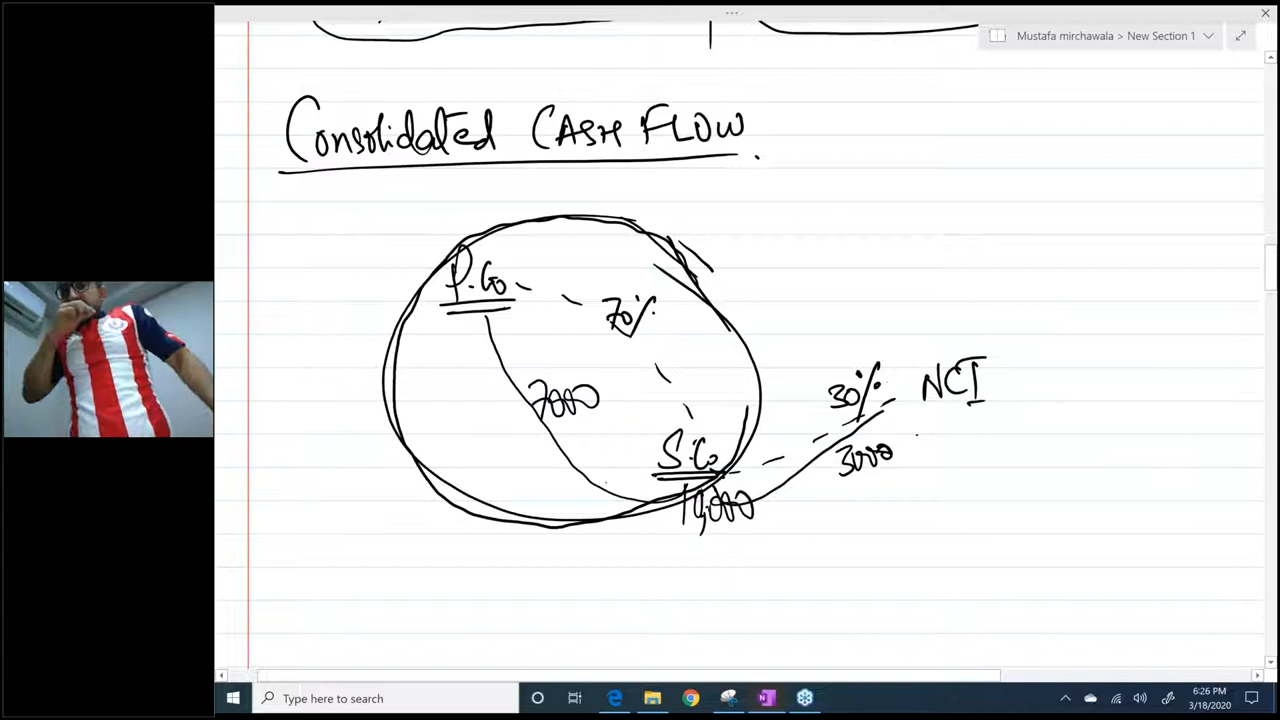 Mustafa mirchawala > New Section 1
Consolidated CASH FLOW.
P.Co
70%
7000
30% NCI
S.Co
3000
10,000
Type here to search
6:26 PM
3/18/2020